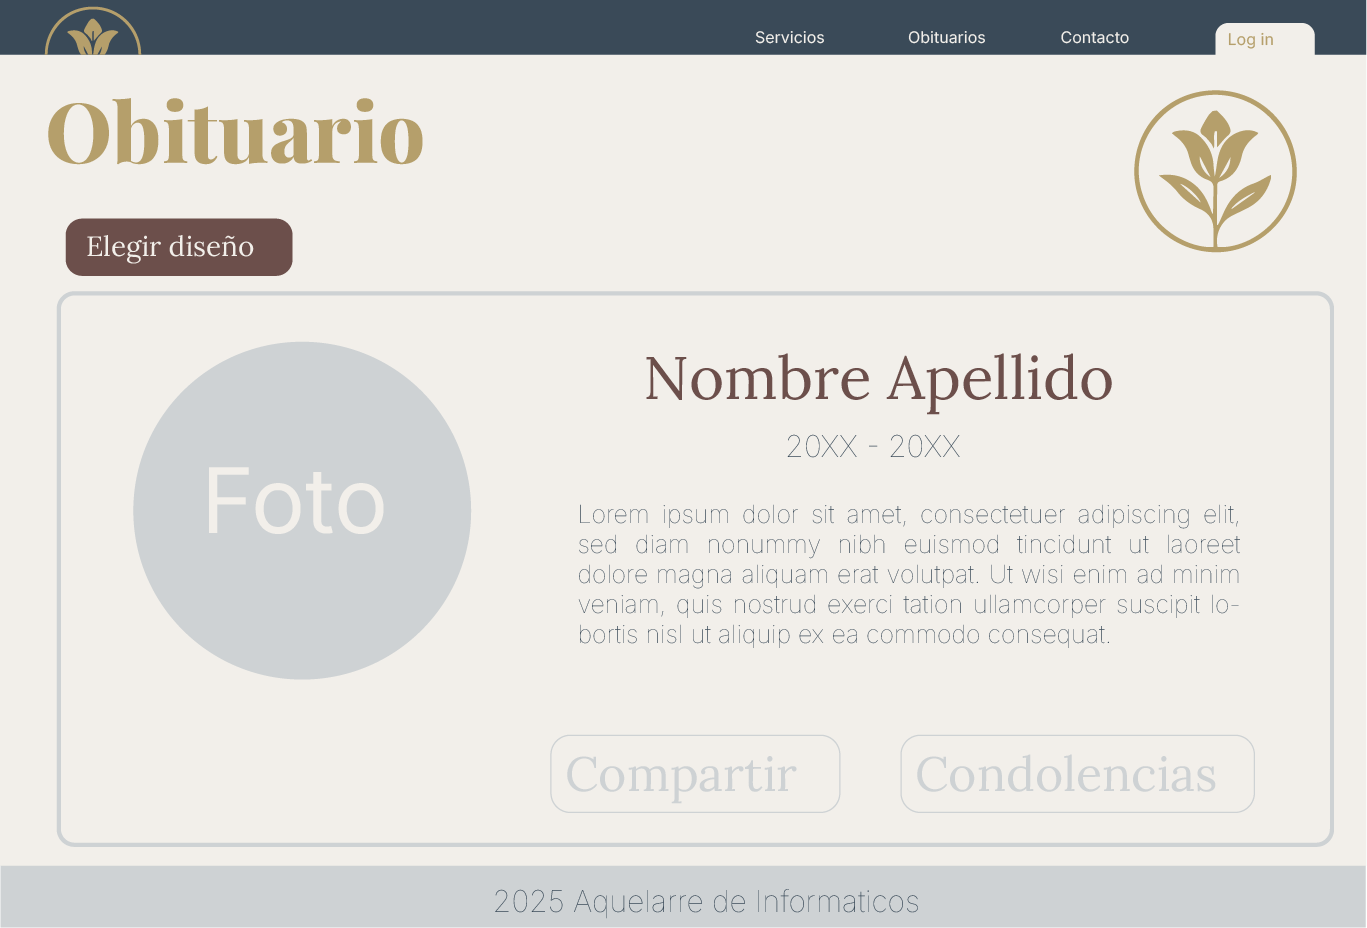 Servicios
Obituarios
Contacto
Log in
Obituario
Elegir diseño
Foto
Nombre Apellido
20XX - 20XX
Lorem ipsum dolor sit amet, consectetuer adipiscing elit,
sed diam nonummy nibh euismod tincidunt ut laoreet
dolore magna aliquam erat volutpat. Ut wisi enim ad minim
veniam, quis nostrud exerci tation ullamcorper suscipit lo-
bortis nisl ut aliquip ex ea commodo consequat.
Compartir
Condolencias
2025 Aquelarre de Informaticos